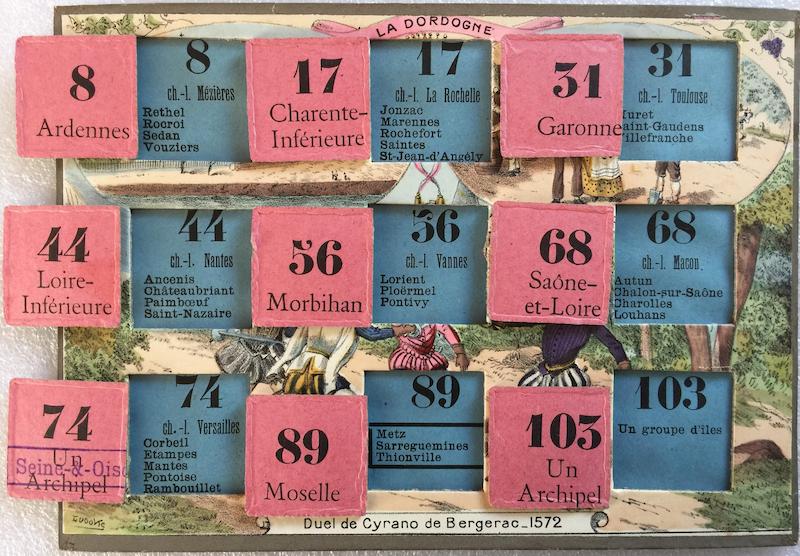 LA DORDOGNE
8
Ardennes
8
ch.-l. Mézières
Rethel
Rocroi
Sedan
Vouziers
17
Charente-
Inférieure
17
ch.-l. La Rochelle
Jonzac
Marennes
Rochefort
Saintes
St-Jean-d'Angély
31
Garonne
31
ch.-l. Toulouse
uret
aint-Gaudens
illefranche
44
Loire-
Inférieure
44
ch.-l. Nantes
Ancenis
Châteaubriant
Paimbœuf
Saint-Nazaire
56
Morbihan
56
ch.-l. Vannes
Lorient
Ploërmel
Pontivy
68
Saône-
et-Loire
68
ch.-l. Macon
Autun
Chalon-sur-Saône
Charolles
Louhans
74
Un
Seine-&-Oise
Archipel
74
ch.-l. Versailles
Corbeil
Etampes
Mantes
Pontoise
Rambouillet
89
Moselle
89
Metz
Sarreguemines
Thionville
103
Un
Archipel
103
Un groupe d'îles
Duel de Cyrano de Bergerac_1572